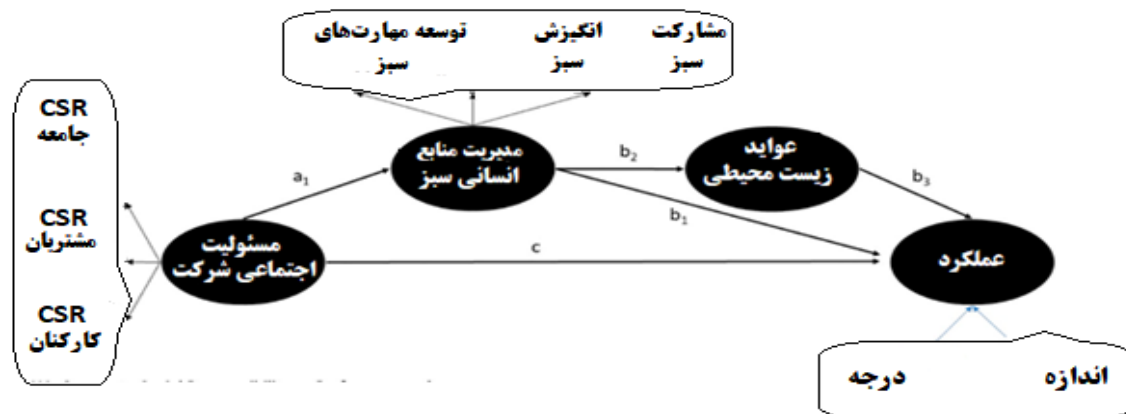 توسعه مهارت‌های سبز
انگیزش سبز
مشارکت سبز
CSR
جامعه
CSR
مشتریان
CSR
کارکنان
مدیریت منابع
انسانی سبز
عواید
زیست محیطی
مسئولیت
اجتماعی شرکت
عملکرد
a1
b2
b3
b1
c
درجه
اندازه